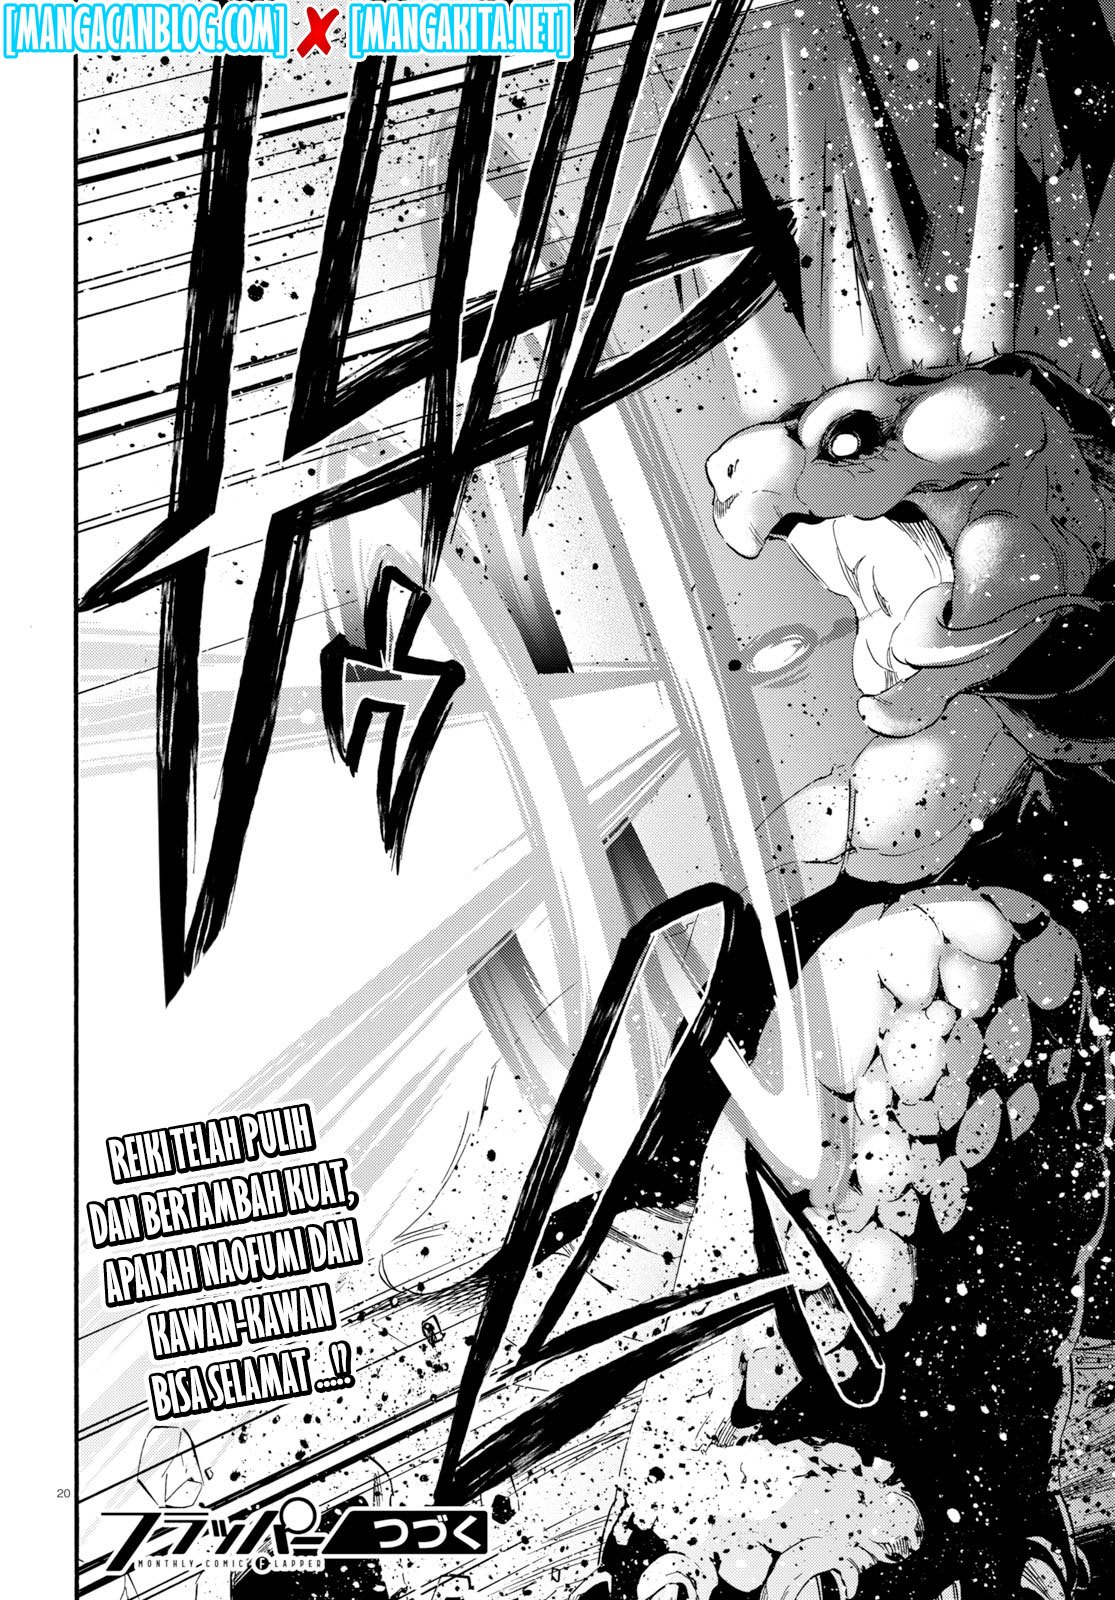 [MANGACANBLOG.COM] X [MANGAKITA.NET]
REIKI TELAH PULIH
DAN BERTAMBAH KUAT,
APAKAH NAOFUMI DAN
KAWAN-KAWAN
BISA SELAMAT ...!?
20
フラッパー
つづく
MONTHLY COMIC FLAPPER